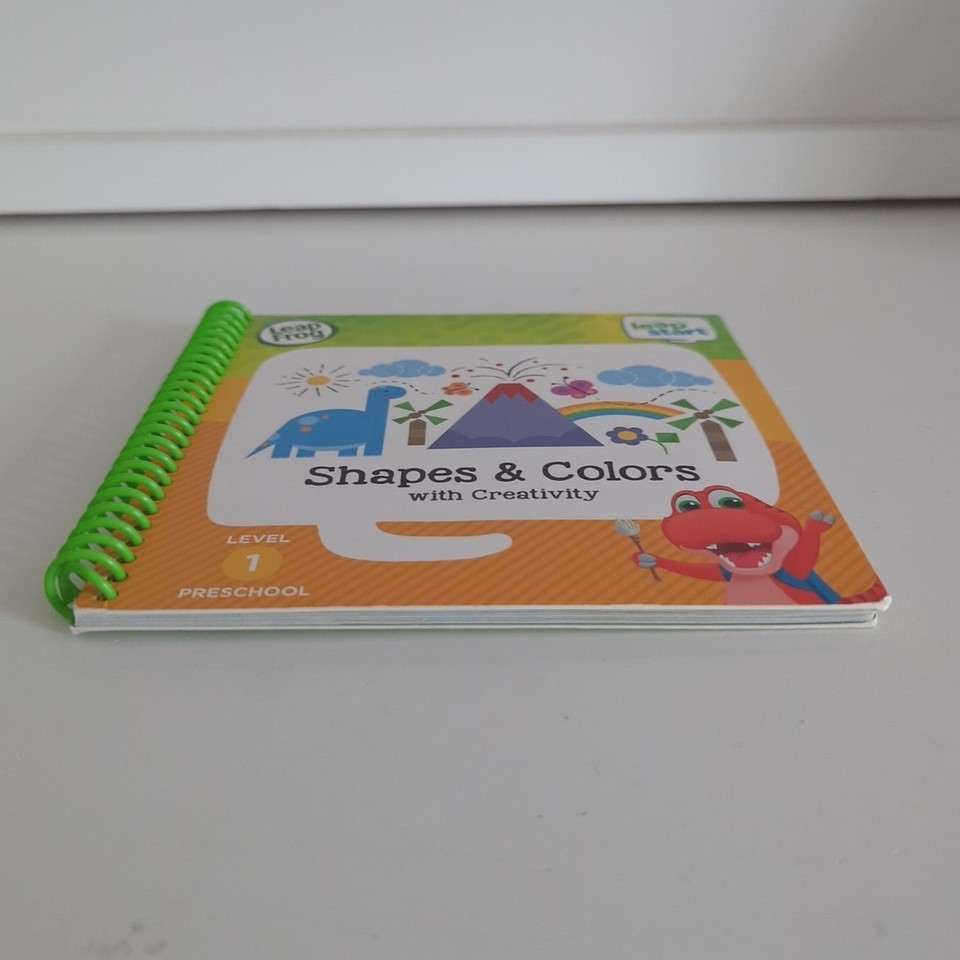 Leap
Frog
leap
start
Shapes & Colors
with Creativity
LEVEL
1
PRESCHOOL